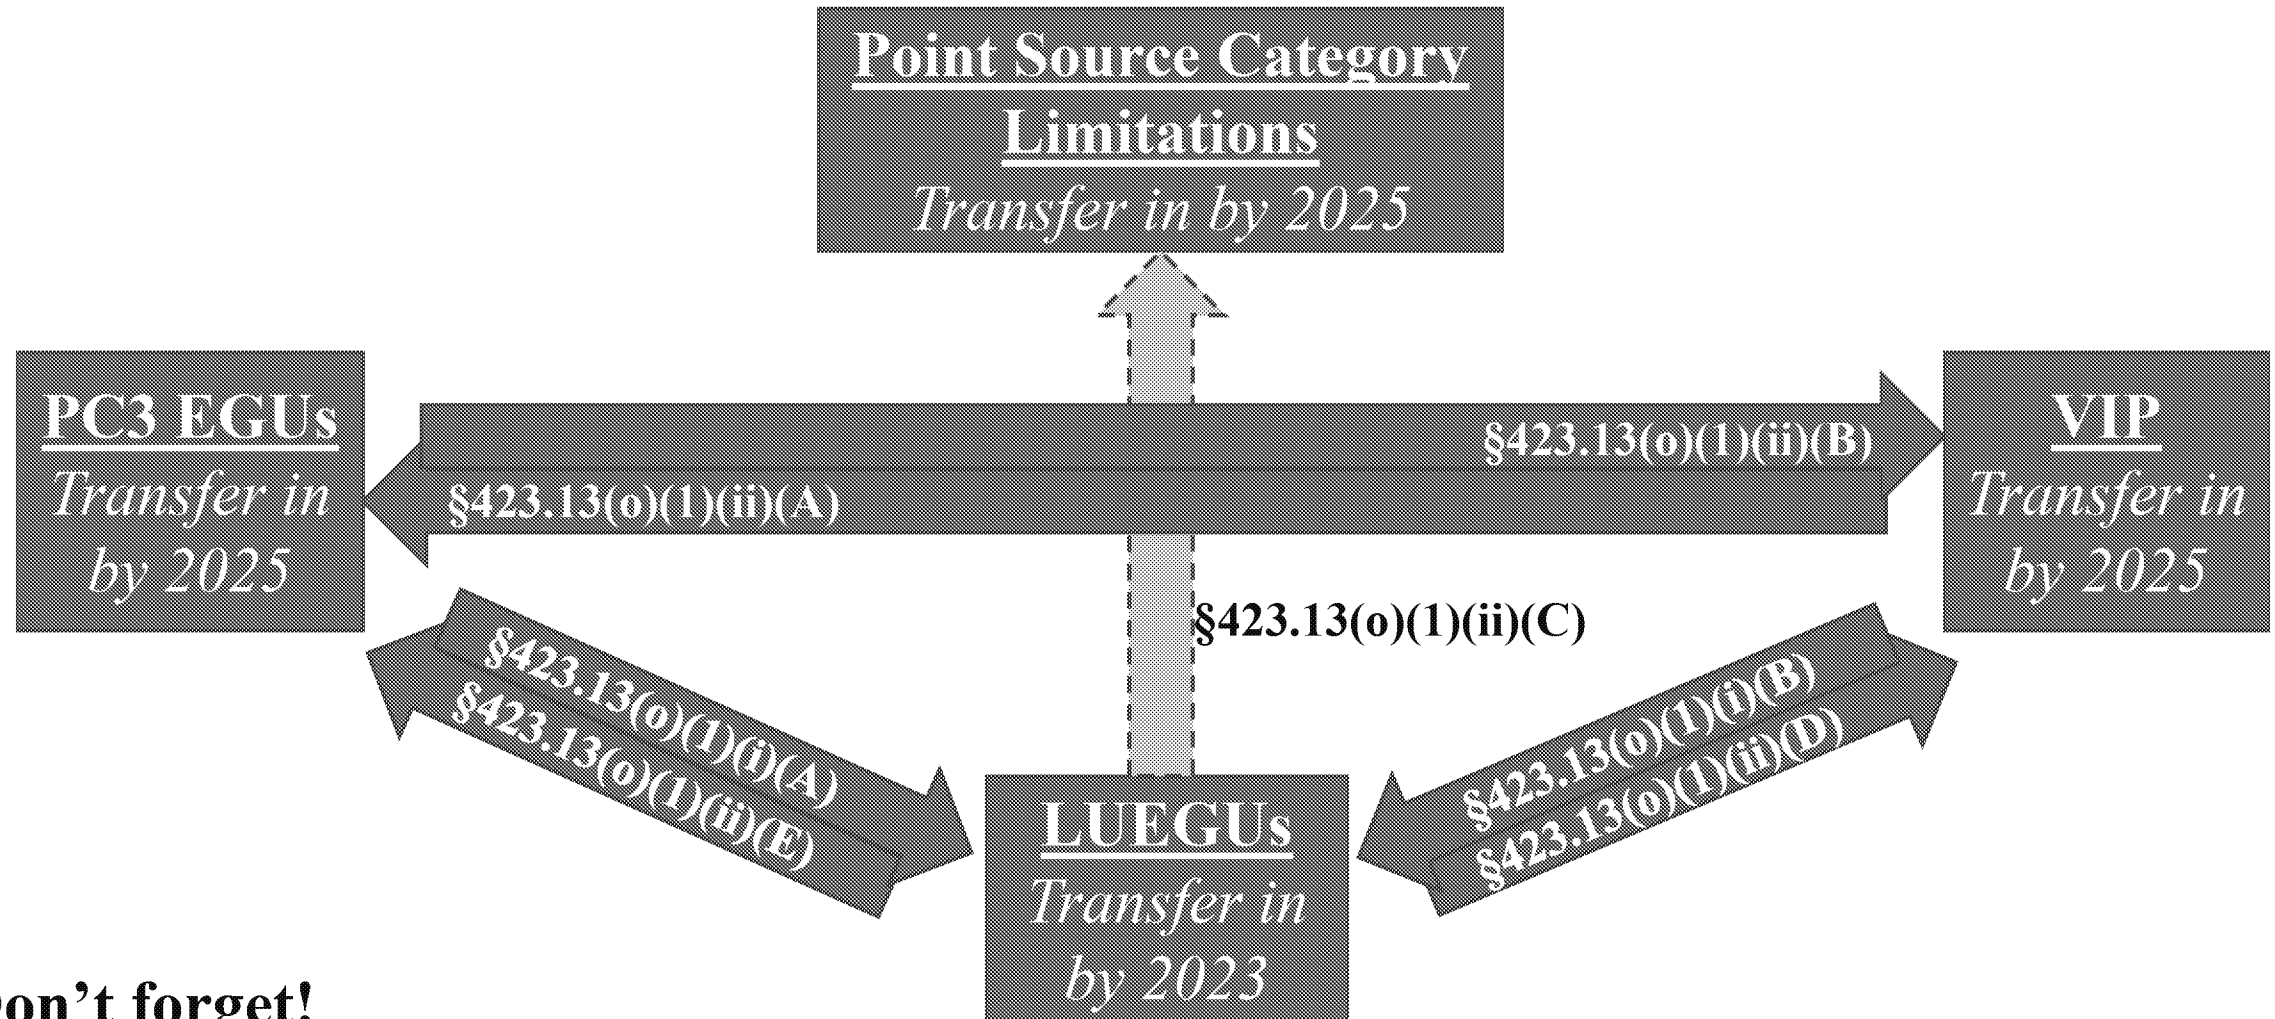 Point Source Category
Limitations
Transfer in by 2025
PC3 EGUs
Transfer in
by 2025
§423.13(o)(1)(ii)(B)
§423.13(o)(1)(ii)(A)
VIP
Transfer in
by 2025
§423.13(o)(1)(ii)(C)
§423.13(o)(1)(i)(A)
§423.13(o)(1)(ii)(E)
§423.13(o)(1)(i)(B)
§423.13(o)(1)(ii)(D)
LUEGUs
Transfer in
by 2023
on't forget!